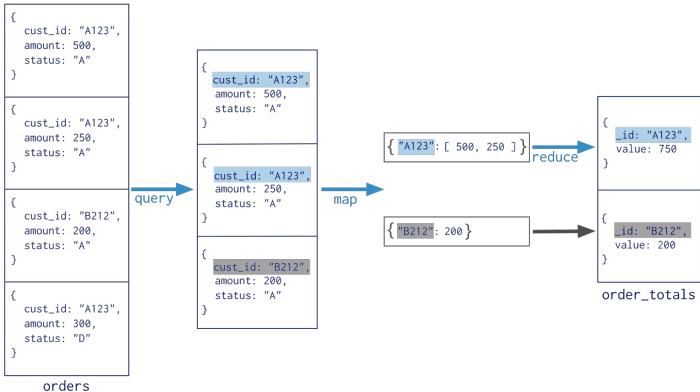 {
cust_id: "A123",
amount: 500,
status: "A"
}
{
cust_id: "A123",
amount: 250,
status: "A"
}
{
cust_id: "B212",
amount: 200,
status: "A"
}
{
cust_id: "A123",
amount: 300,
status: "D"
}
orders
query
{
cust_id: "A123",
amount: 500,
status: "A"
}
{
cust_id: "A123",
amount: 250,
status: "A"
}
{
cust_id: "B212",
amount: 200,
status: "A"
}
map
{ "A123": [ 500, 250 ] }
{ "B212": 200 }
reduce
{
_id: "A123",
value: 750
}
{
_id: "B212",
value: 200
}
order_totals